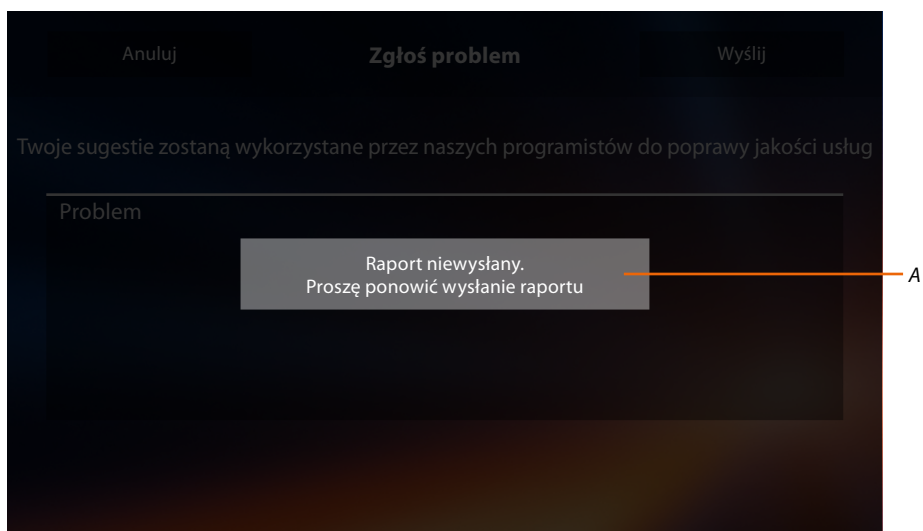 Anuluj
Zgłoś problem
Wyślij
Twoje sugestie zostaną wykorzystane przez naszych programistów do poprawy jakości usług
Problem
Raport niewysłany.
Proszę ponowić wysłanie raportu
A